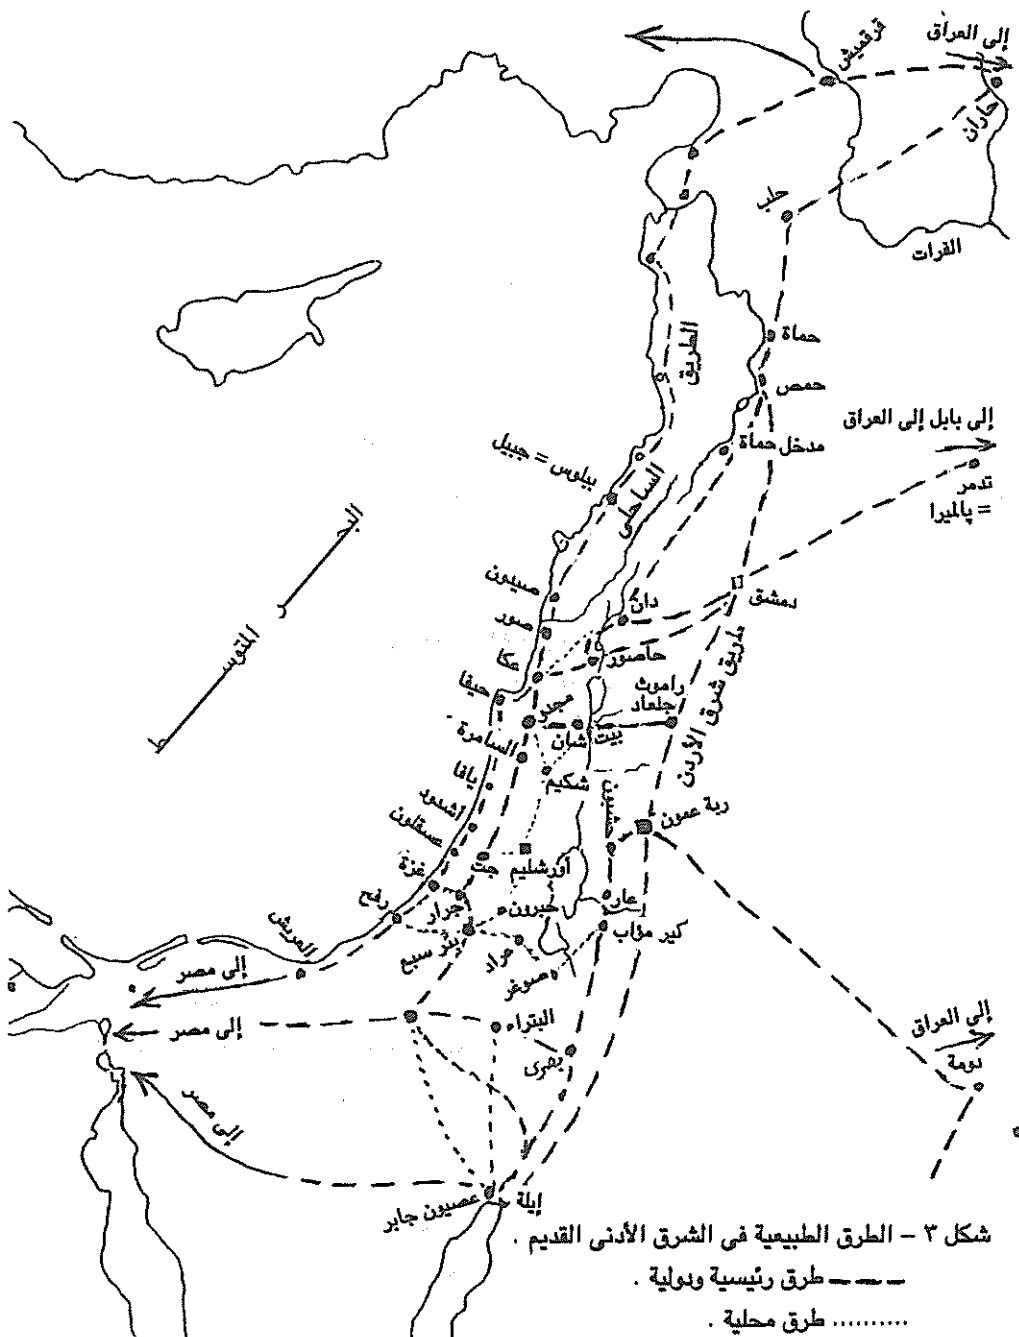 إلى العراق
قرقميش
حاران
حلب
الفرات
حماة
حمص
إلى بابل إلى العراق
مدخل حماة
تدمر
= پالميرا
الطريق
الساحلى
بيلوس = جبيل
البحر
المتوسط
صيدون
دان
دمشق
صور
حاصور
عكا
طريق شرق الأردن
راموث
جلعاد
حيفا
مجدو
بيت شان
السامرة
شكيم
يافا
حشبون
ربة عمون
أشدود
عسقلون
أورشليم
جت
غزة
عار
رفح
جرار
حبرون
كير مؤاب
العريش
بئر سبع
عراد
صوغر
إلى مصر
إلى مصر
البتراء
بصرى
إلى العراق
دومة
إلى مصر
عصيون جابر
إيلة
شكل ٣ – الطرق الطبيعية فى الشرق الأدنى القديم .
طرق رئيسية ودولية .
.......... طرق محلية .